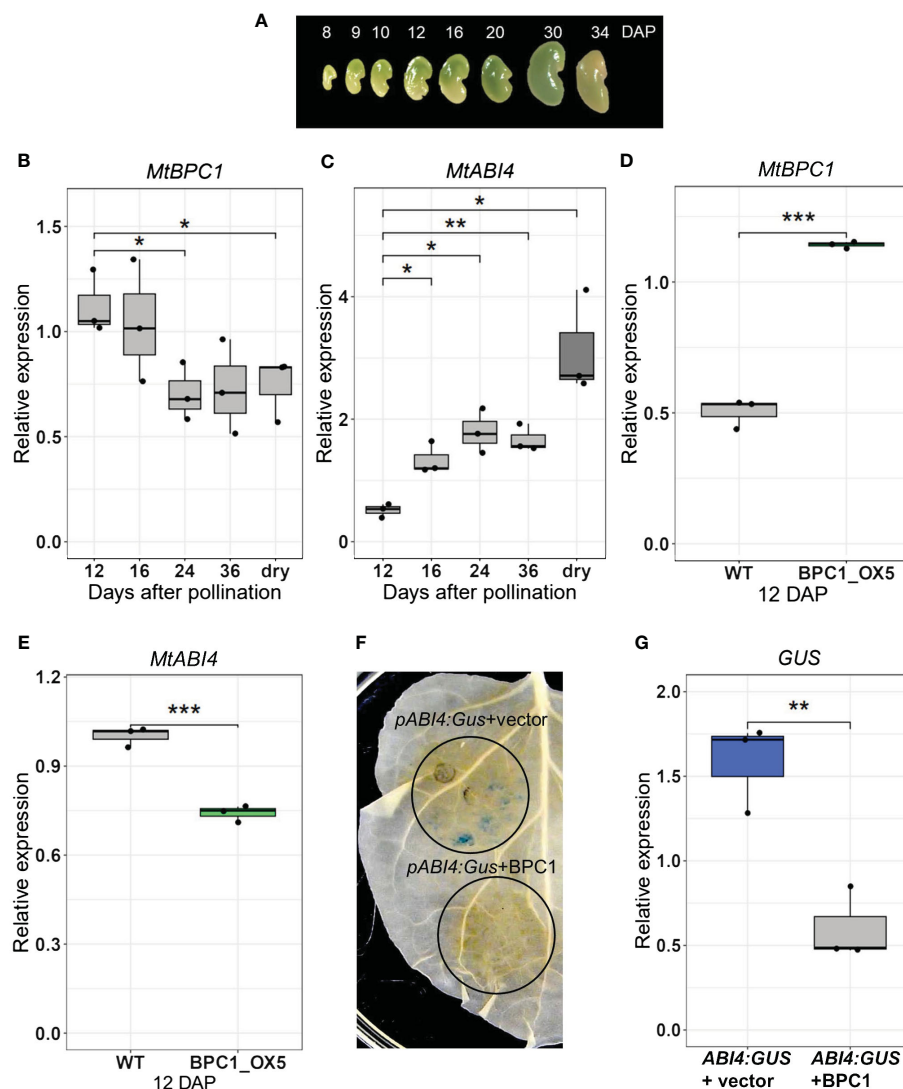 A
8 9 10 12 16 20 30 34 DAP
B
MtBPC1
Relative expression
1.5
1.0
0.5
0.0
* *
12 16 24 36 dry
Days after pollination
C
MtABI4
Relative expression
4
2
0
*
**
*
*
12 16 24 36 dry
Days after pollination
D
MtBPC1
Relative expression
1.0
0.5
0.0
***
WT BPC1_OX5
12 DAP
E
MtABI4
Relative expression
1.2
0.9
0.6
0.3
0.0
***
WT BPC1_OX5
12 DAP
F
pABI4:Gus+vector
pABI4:Gus+BPC1
G
GUS
Relative expression
2.0
1.5
1.0
0.5
0.0
**
ABI4:GUS ABI4:GUS
+ vector +BPC1